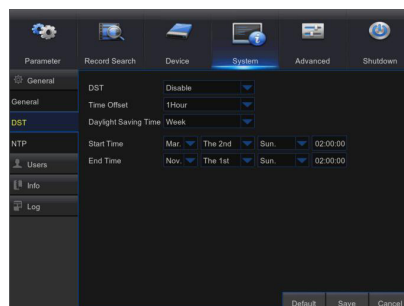 Parameter Record Search Device System Advanced Shutdown
General
General
DST
NTP
Users
Info
Log
DST Disable
Time Offset 1Hour
Daylight Saving Time Week
Start Time Mar. The 2nd Sun. 02:00:00
End Time Nov. The 1st Sun. 02:00:00
Default Save Cancel